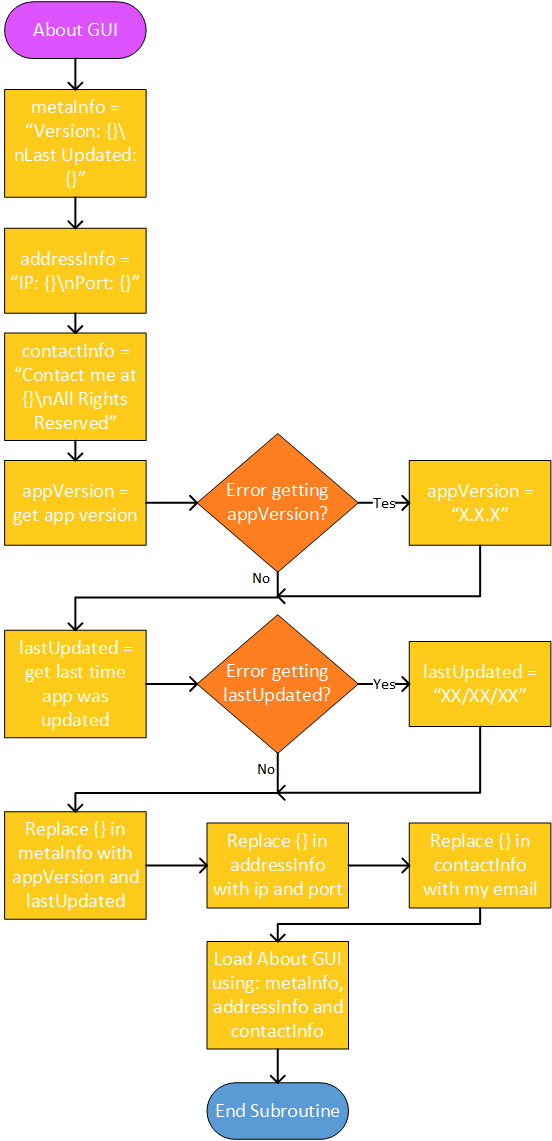 About GUI
metaInfo =
“Version: {}\
nLast Updated:
{}”
addressInfo =
“IP: {}\nPort: {}”
contactInfo =
“Contact me at
{}\nAll Rights
Reserved”
appVersion =
get app version
Error getting
appVersion?
Tes
appVersion =
“X.X.X”
No
lastUpdated =
get last time
app was
updated
Error getting
lastUpdated?
Yes
lastUpdated =
“XX/XX/XX”
No
Replace {} in
metaInfo with
appVersion and
lastUpdated
Replace {} in
addressInfo
with ip and port
Replace {} in
contactInfo
with my email
Load About GUI
using: metaInfo,
addressInfo and
contactInfo
End Subroutine